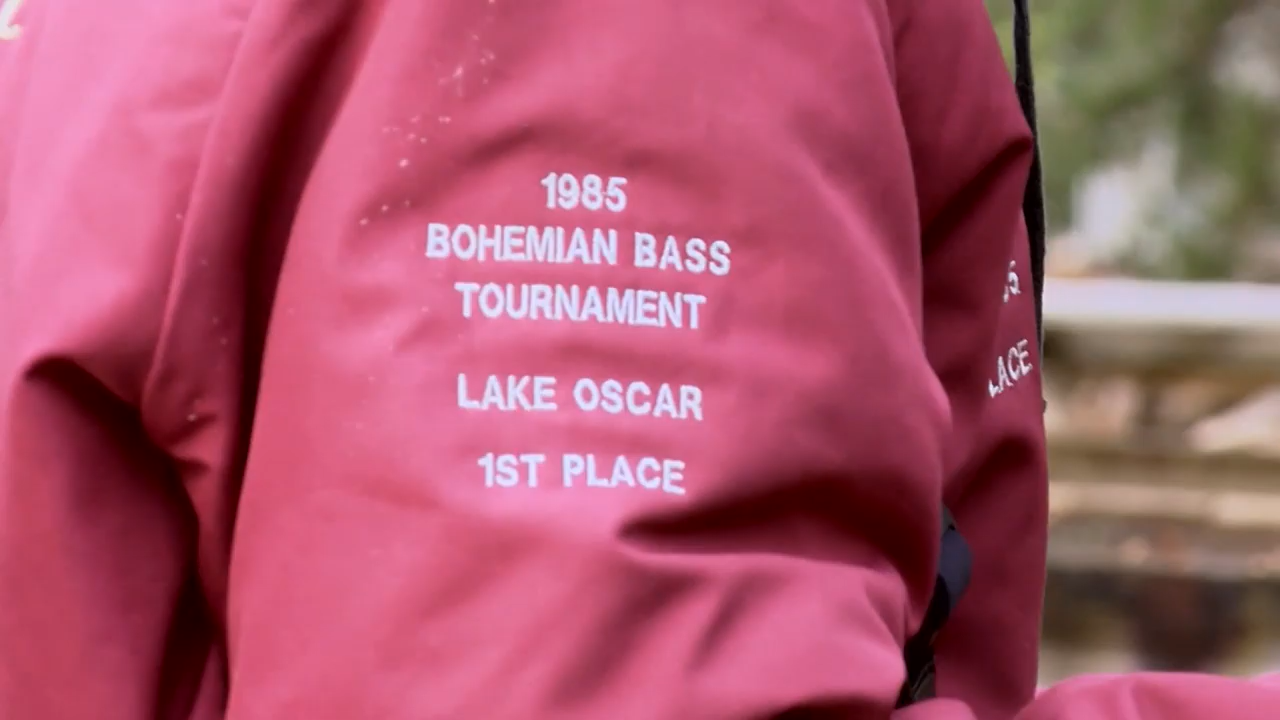 1985
BOHEMIAN BASS
TOURNAMENT
LAKE OSCAR
1ST PLACE